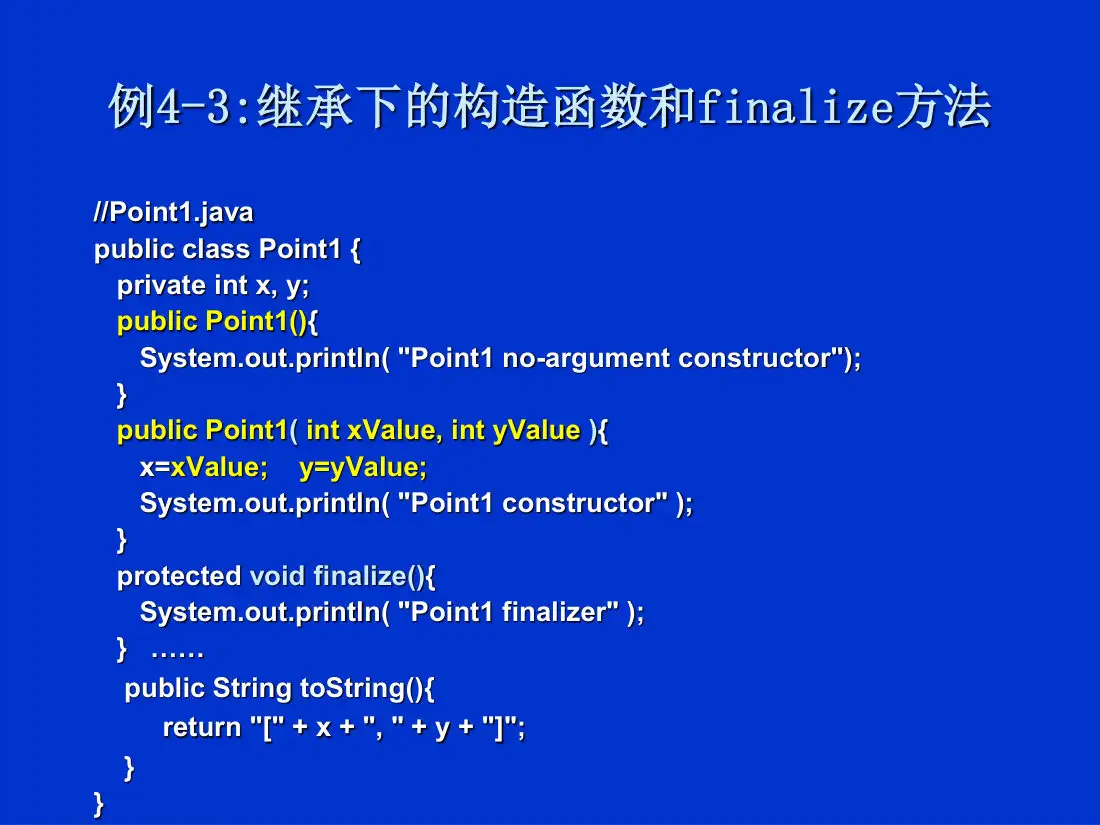 例4-3:继承下的构造函数和finalize方法
//Point1.java
public class Point1 {
private int x, y;
public Point1(){
System.out.println( "Point1 no-argument constructor");
}
public Point1( int xValue, int yValue ){
x=xValue;    y=yValue;
System.out.println( "Point1 constructor" );
}
protected void finalize(){
System.out.println( "Point1 finalizer" );
}   ……
public String toString(){
return "[" + x + ", " + y + "]";
}
}